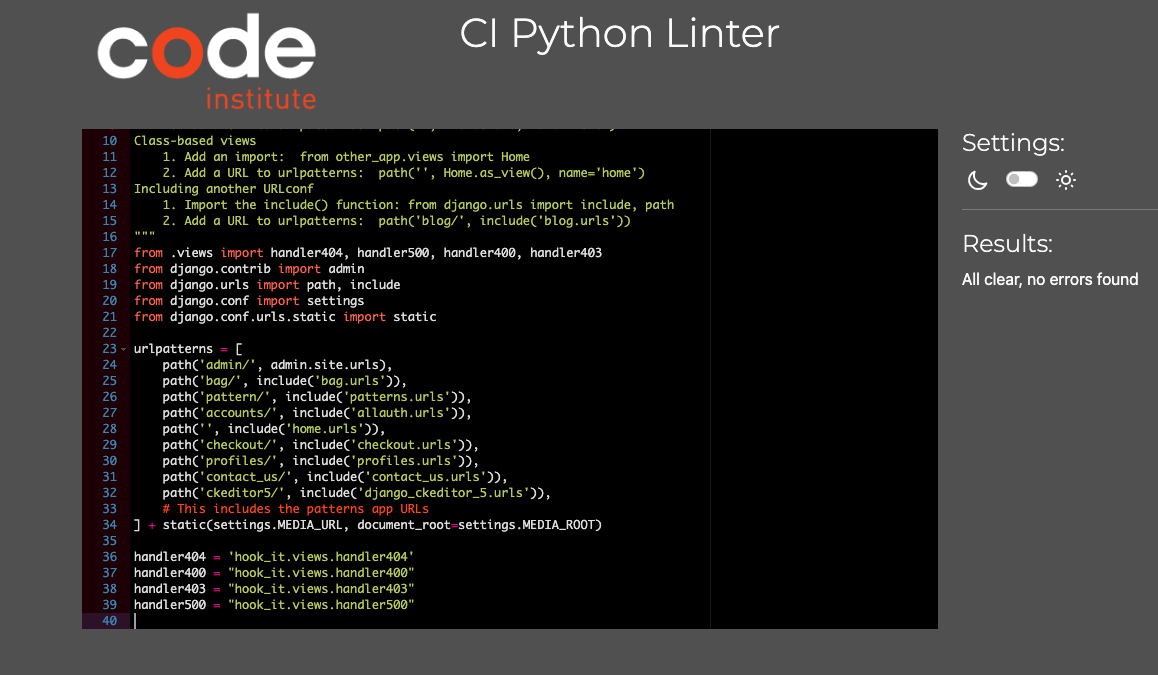 code
institute
CI Python Linter
10 Class-based views
11     1. Add an import:  from other_app.views import Home
12     2. Add a URL to urlpatterns:  path('', Home.as_view(), name='home')
13 Including another URLconf
14     1. Import the include() function: from django.urls import include, path
15     2. Add a URL to urlpatterns:  path('blog/', include('blog.urls'))
16 """
17 from .views import handler404, handler500, handler400, handler403
18 from django.contrib import admin
19 from django.urls import path, include
20 from django.conf import settings
21 from django.conf.urls.static import static
22
23 urlpatterns = [
24     path('admin/', admin.site.urls),
25     path('bag/', include('bag.urls')),
26     path('pattern/', include('patterns.urls')),
27     path('accounts/', include('allauth.urls')),
28     path('', include('home.urls')),
29     path('checkout/', include('checkout.urls')),
30     path('profiles/', include('profiles.urls')),
31     path('contact_us/', include('contact_us.urls')),
32     path('ckeditor5/', include('django_ckeditor_5.urls')),
33     # This includes the patterns app URLs
34 ] + static(settings.MEDIA_URL, document_root=settings.MEDIA_ROOT)
35
36 handler404 = 'hook_it.views.handler404'
37 handler400 = "hook_it.views.handler400"
38 handler403 = "hook_it.views.handler403"
39 handler500 = "hook_it.views.handler500"
40
Settings:
Results:
All clear, no errors found